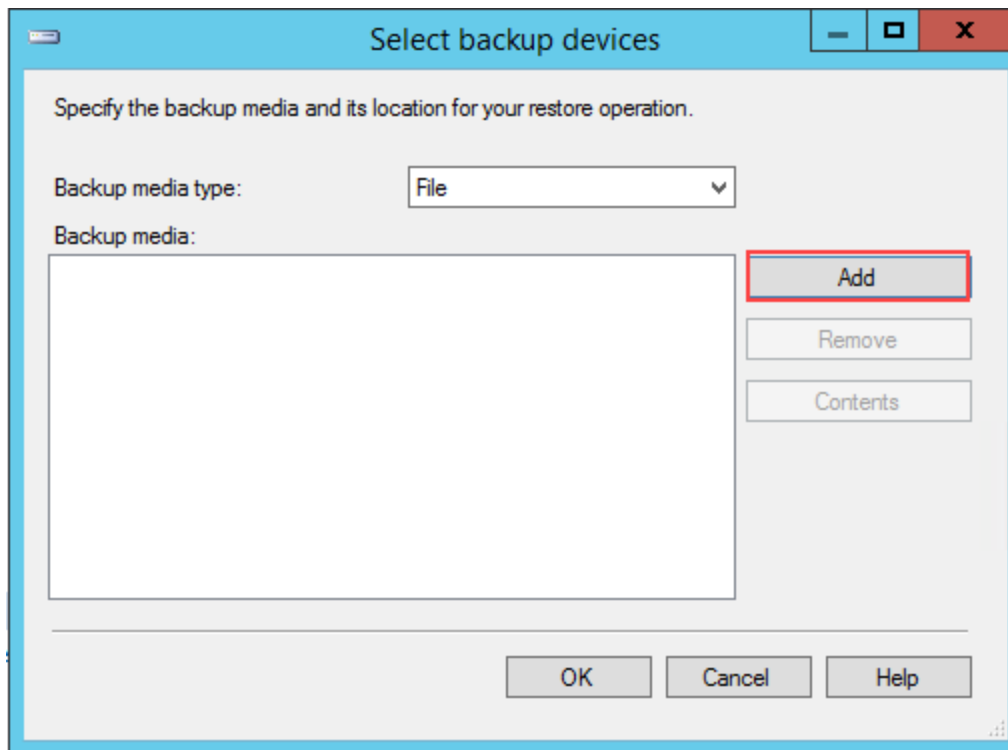 Select backup devices
Specify the backup media and its location for your restore operation.
Backup media type: File
Backup media:
Add
Remove
Contents
OK Cancel Help